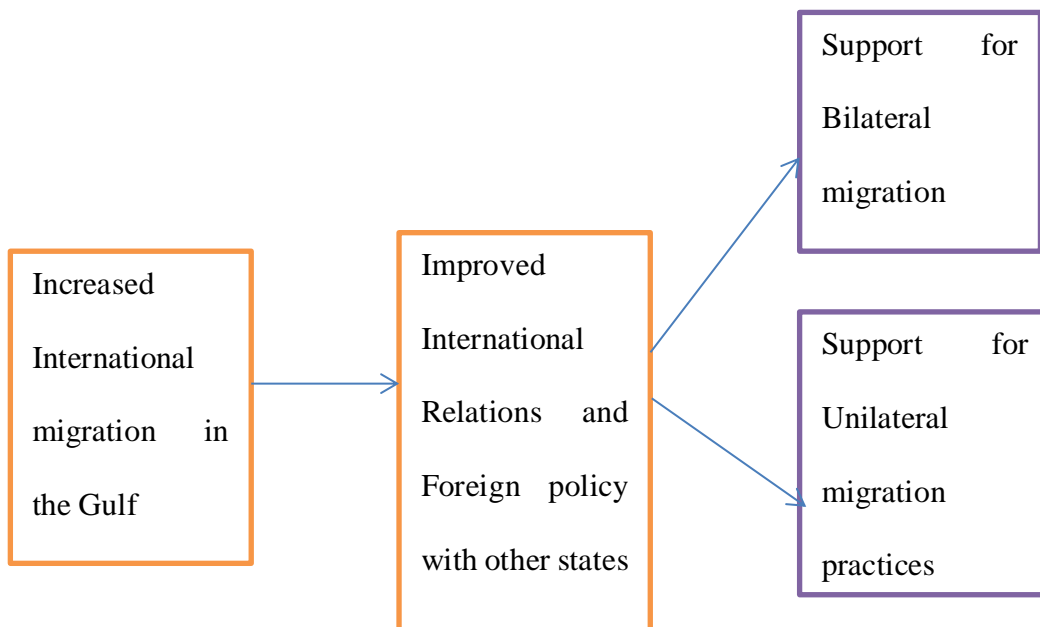 Increased
International
migration in
the Gulf
Improved
International
Relations and
Foreign policy
with other states
Support for
Bilateral
migration
Support for
Unilateral
migration
practices